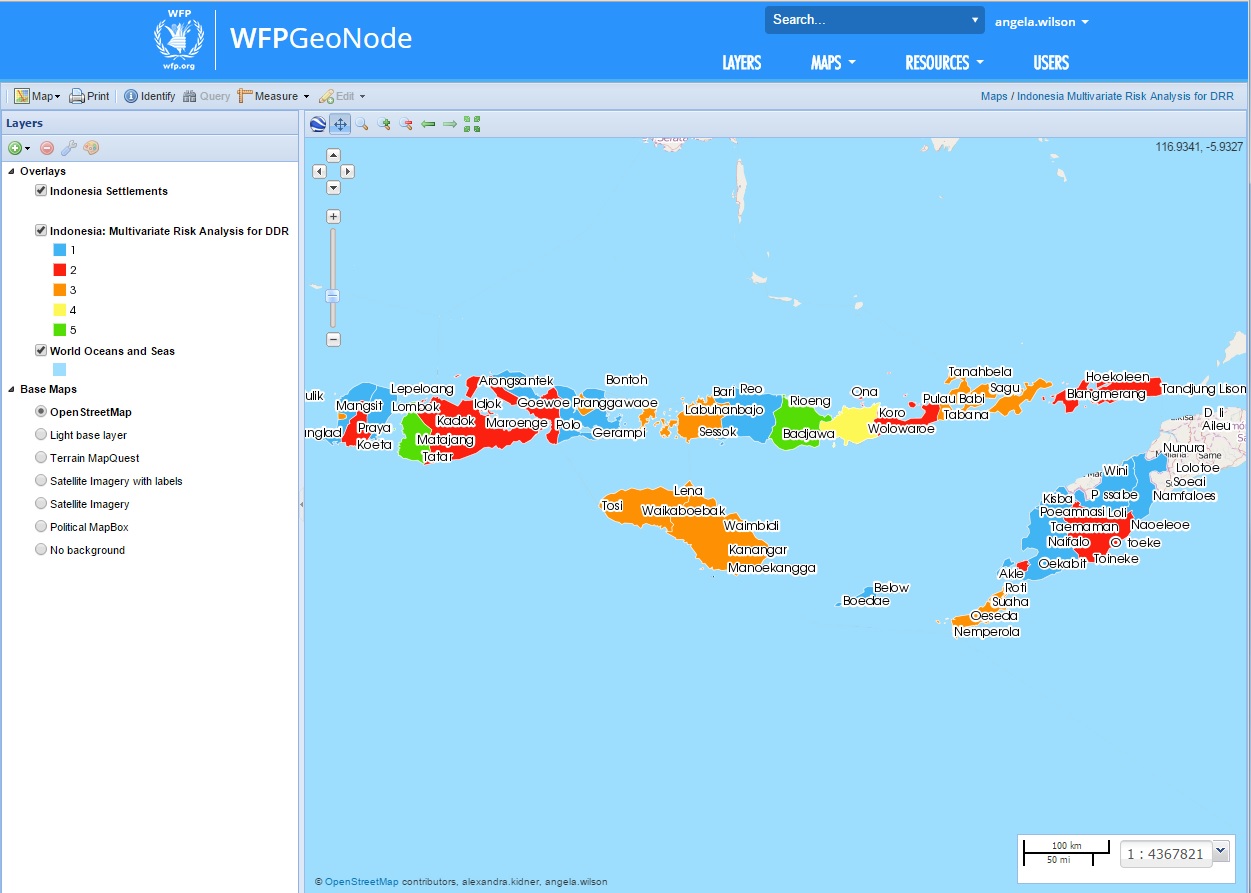 WFP
wfp.org
WFPGeoNode
Search...
angela.wilson
LAYERS MAPS RESOURCES USERS
Map Print Identify Query Measure Edit
Maps / Indonesia Multivariate Risk Analysis for DRR
Layers
Overlays
Indonesia Settlements
Indonesia: Multivariate Risk Analysis for DDR
1
2
3
4
5
World Oceans and Seas
Base Maps
OpenStreetMap
Light base layer
Terrain MapQuest
Satellite Imagery with labels
Satellite Imagery
Political MapBox
No background
116.9341, -5.9327
ulik
Mangsit
Lepeloang
Arongsantek
Bontoh
Lombok
Idjok
Goewoe
Pranggawaoe
anglad
Praya
Kadok
Maroenge
Polo
Gerampi
Koeta
Matajang
Tatar
Bari
Reo
Labuhanbajo
Sessok
Rioeng
Badjawa
Ona
Koro
Wolowaroe
Tanahbela
Sagu
Pulau Babi
Tabana
Hoekoleen
Blangmerang
Tandjung Lisom
Aileu
Nunura
Same
Lolotoe
Soeai
Namfaloes
Wini
Kisba
Poeamnasi
Loli
Taemaman
Naoeleoe
Naifalo
toeke
Toineke
Oekabit
Akle
Roti
Suaha
Oeseda
Nemperola
Lena
Tosi
Waikaboebak
Waimbidi
Kanangar
Manoekangga
Below
Boedae
100 km
50 mi
1 : 4367821
© OpenStreetMap contributors, alexandra.kidner, angela.wilson